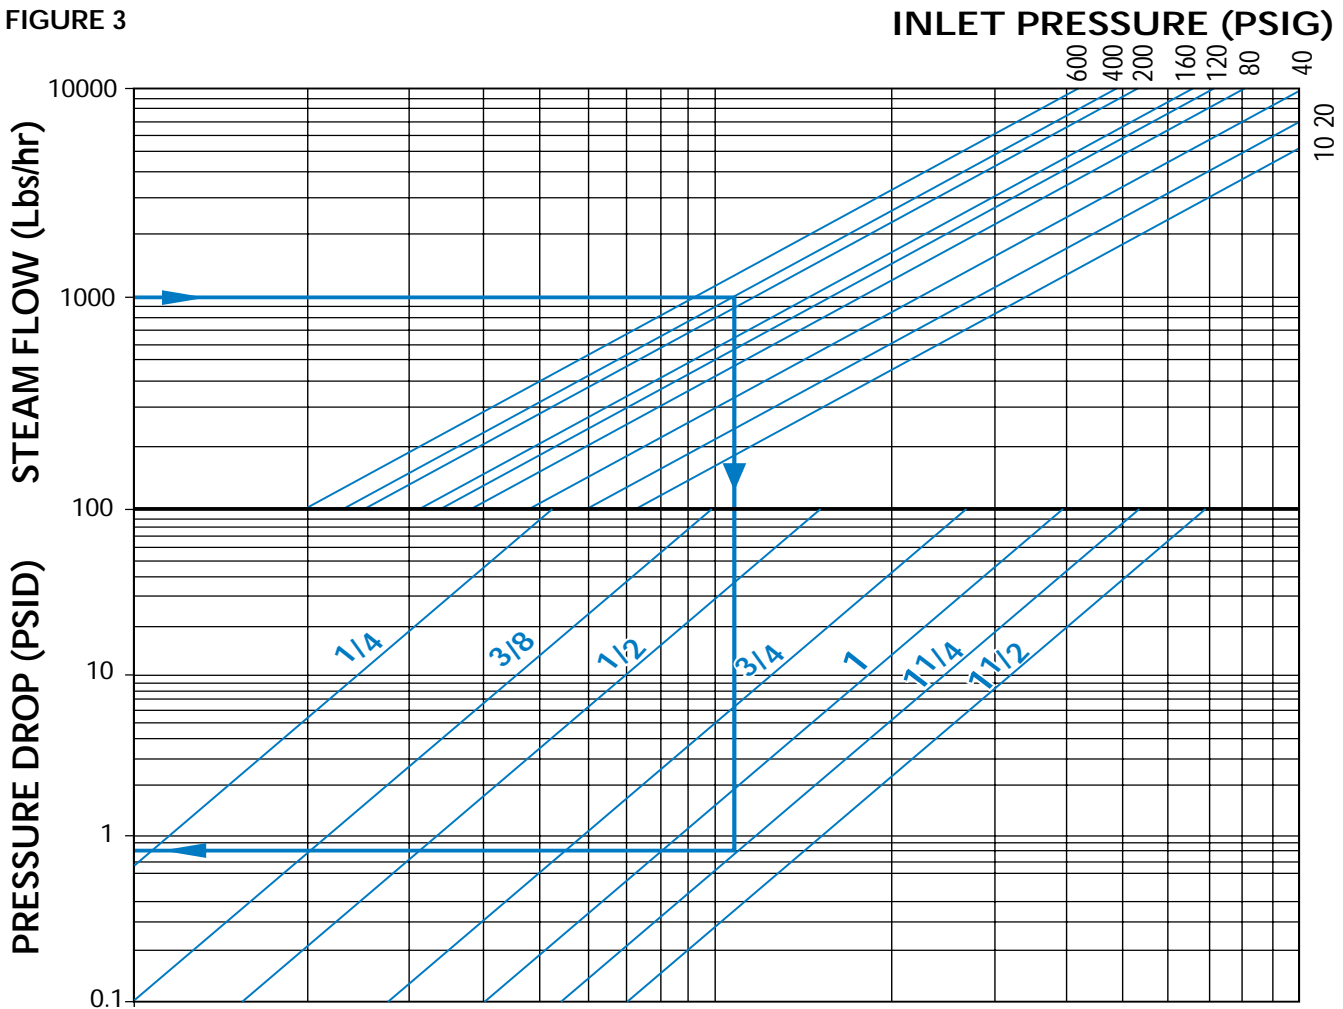 FIGURE 3
INLET PRESSURE (PSIG)
600 400 200 160 120 80 40
10 20
STEAM FLOW (Lbs/hr)
10000
1000
100
PRESSURE DROP (PSID)
10
1
0.1
1/4 3/8 1/2 3/4 1 11/4 11/2